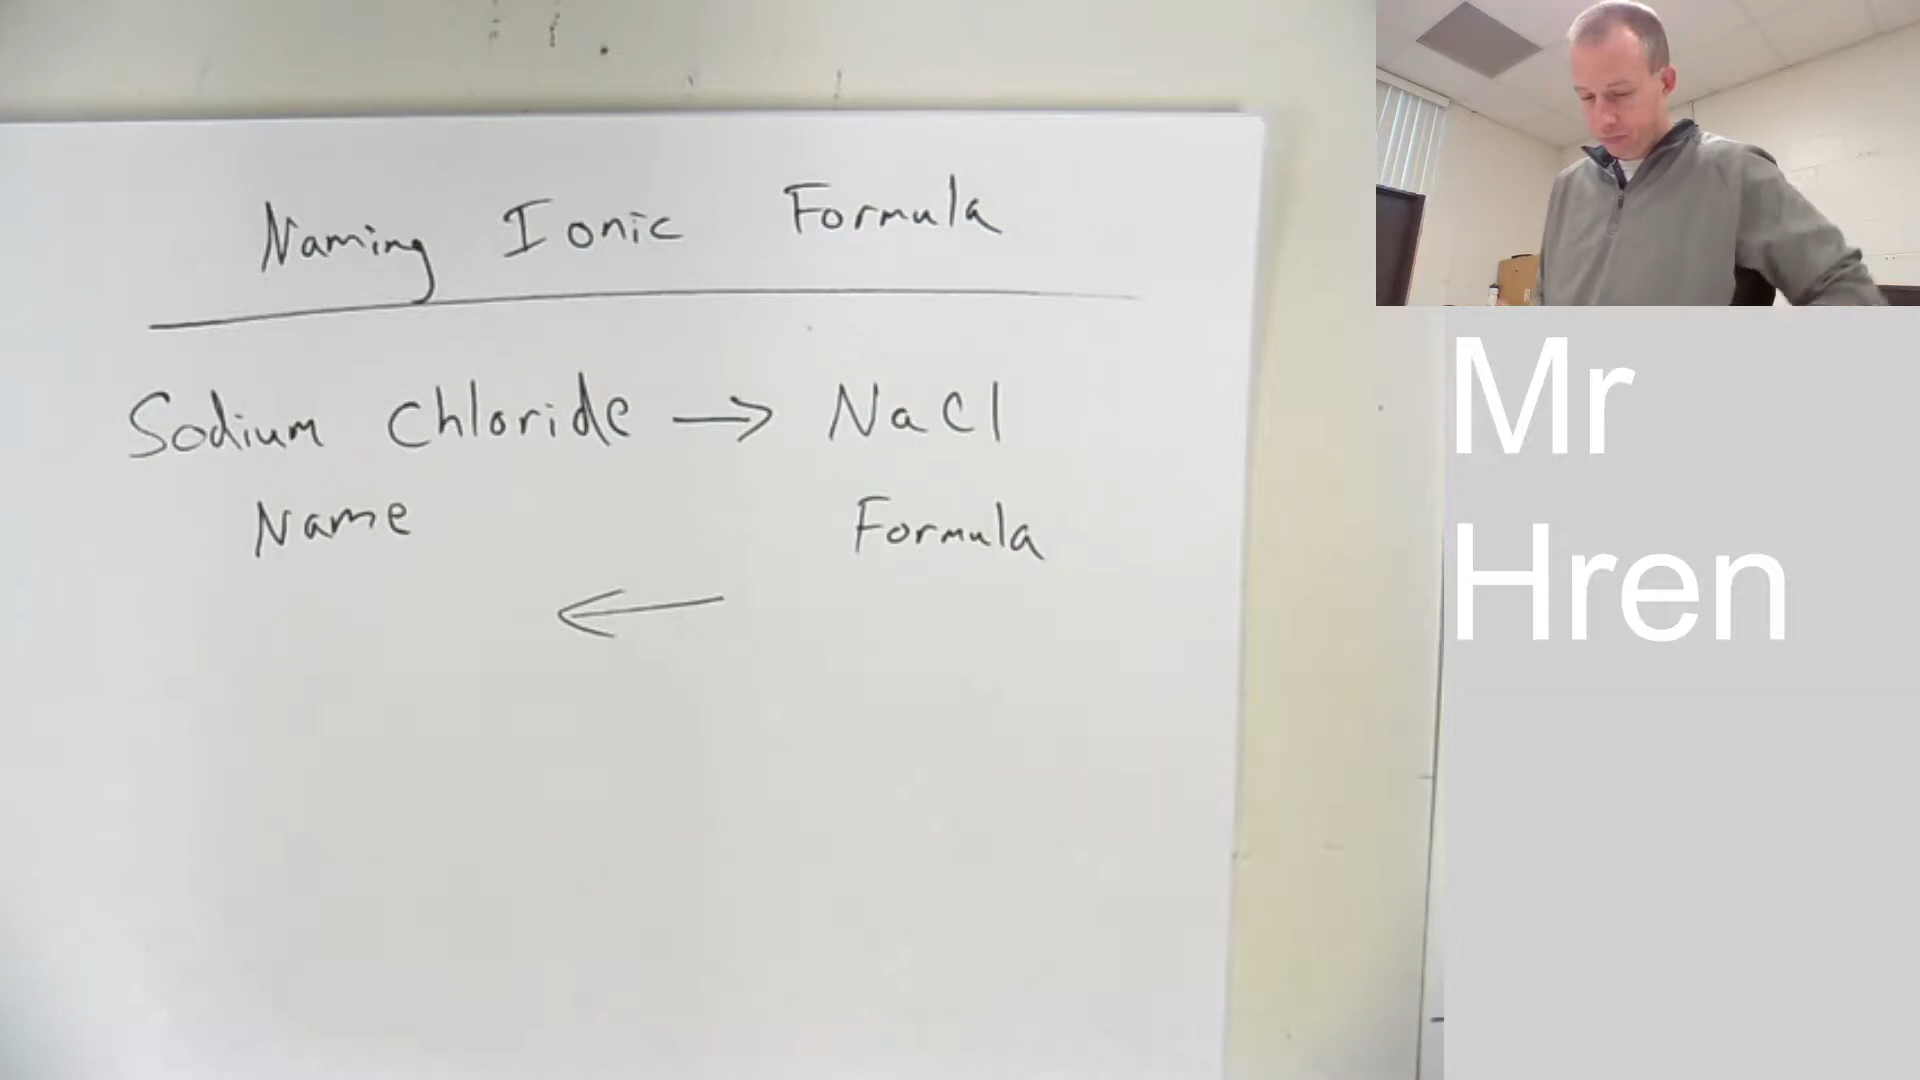 Naming Ionic Formula
Sodium Chloride → NaCl
Name Formula
←
Mr
Hren